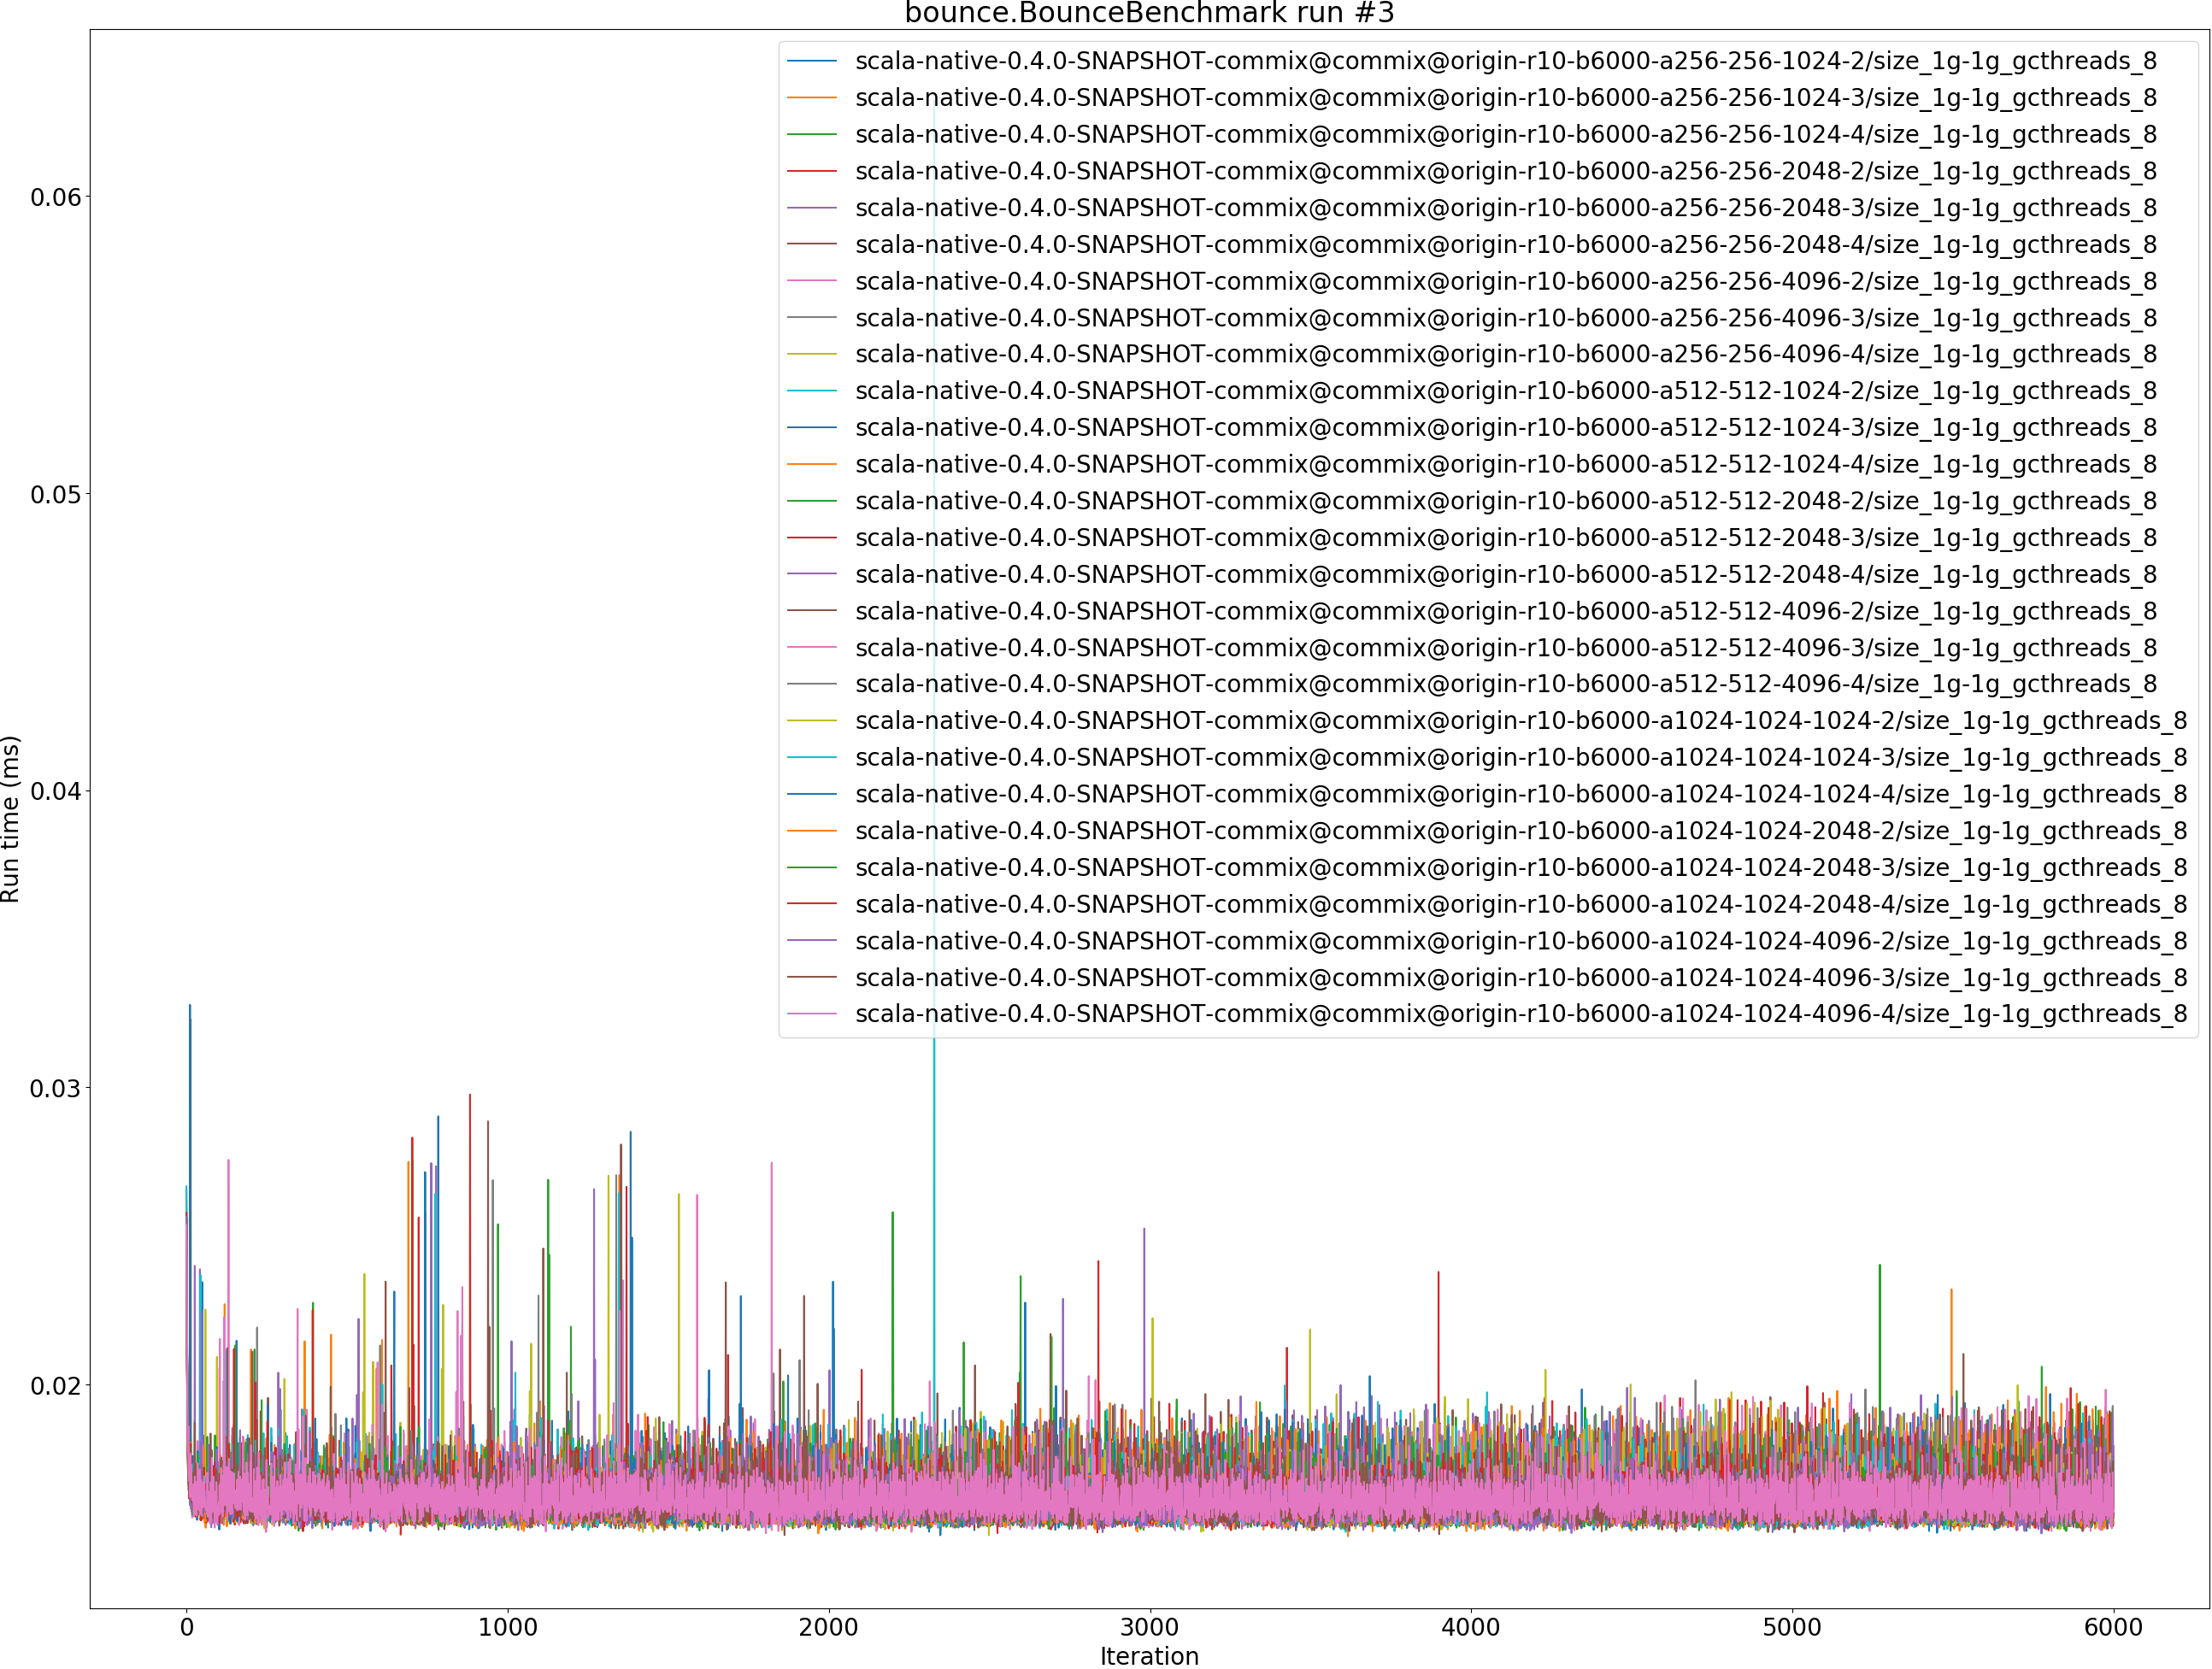 bounce.BounceBenchmark run #3
scala-native-0.4.0-SNAPSHOT-commix@commix@origin-r10-b6000-a256-256-1024-2/size_1g-1g_gcthreads_8
scala-native-0.4.0-SNAPSHOT-commix@commix@origin-r10-b6000-a256-256-1024-3/size_1g-1g_gcthreads_8
scala-native-0.4.0-SNAPSHOT-commix@commix@origin-r10-b6000-a256-256-1024-4/size_1g-1g_gcthreads_8
scala-native-0.4.0-SNAPSHOT-commix@commix@origin-r10-b6000-a256-256-2048-2/size_1g-1g_gcthreads_8
scala-native-0.4.0-SNAPSHOT-commix@commix@origin-r10-b6000-a256-256-2048-3/size_1g-1g_gcthreads_8
scala-native-0.4.0-SNAPSHOT-commix@commix@origin-r10-b6000-a256-256-2048-4/size_1g-1g_gcthreads_8
scala-native-0.4.0-SNAPSHOT-commix@commix@origin-r10-b6000-a256-256-4096-2/size_1g-1g_gcthreads_8
scala-native-0.4.0-SNAPSHOT-commix@commix@origin-r10-b6000-a256-256-4096-3/size_1g-1g_gcthreads_8
scala-native-0.4.0-SNAPSHOT-commix@commix@origin-r10-b6000-a256-256-4096-4/size_1g-1g_gcthreads_8
scala-native-0.4.0-SNAPSHOT-commix@commix@origin-r10-b6000-a512-512-1024-2/size_1g-1g_gcthreads_8
scala-native-0.4.0-SNAPSHOT-commix@commix@origin-r10-b6000-a512-512-1024-3/size_1g-1g_gcthreads_8
scala-native-0.4.0-SNAPSHOT-commix@commix@origin-r10-b6000-a512-512-1024-4/size_1g-1g_gcthreads_8
scala-native-0.4.0-SNAPSHOT-commix@commix@origin-r10-b6000-a512-512-2048-2/size_1g-1g_gcthreads_8
scala-native-0.4.0-SNAPSHOT-commix@commix@origin-r10-b6000-a512-512-2048-3/size_1g-1g_gcthreads_8
scala-native-0.4.0-SNAPSHOT-commix@commix@origin-r10-b6000-a512-512-2048-4/size_1g-1g_gcthreads_8
scala-native-0.4.0-SNAPSHOT-commix@commix@origin-r10-b6000-a512-512-4096-2/size_1g-1g_gcthreads_8
scala-native-0.4.0-SNAPSHOT-commix@commix@origin-r10-b6000-a512-512-4096-3/size_1g-1g_gcthreads_8
scala-native-0.4.0-SNAPSHOT-commix@commix@origin-r10-b6000-a512-512-4096-4/size_1g-1g_gcthreads_8
scala-native-0.4.0-SNAPSHOT-commix@commix@origin-r10-b6000-a1024-1024-1024-2/size_1g-1g_gcthreads_8
scala-native-0.4.0-SNAPSHOT-commix@commix@origin-r10-b6000-a1024-1024-1024-3/size_1g-1g_gcthreads_8
scala-native-0.4.0-SNAPSHOT-commix@commix@origin-r10-b6000-a1024-1024-1024-4/size_1g-1g_gcthreads_8
scala-native-0.4.0-SNAPSHOT-commix@commix@origin-r10-b6000-a1024-1024-2048-2/size_1g-1g_gcthreads_8
scala-native-0.4.0-SNAPSHOT-commix@commix@origin-r10-b6000-a1024-1024-2048-3/size_1g-1g_gcthreads_8
scala-native-0.4.0-SNAPSHOT-commix@commix@origin-r10-b6000-a1024-1024-2048-4/size_1g-1g_gcthreads_8
scala-native-0.4.0-SNAPSHOT-commix@commix@origin-r10-b6000-a1024-1024-4096-2/size_1g-1g_gcthreads_8
scala-native-0.4.0-SNAPSHOT-commix@commix@origin-r10-b6000-a1024-1024-4096-3/size_1g-1g_gcthreads_8
scala-native-0.4.0-SNAPSHOT-commix@commix@origin-r10-b6000-a1024-1024-4096-4/size_1g-1g_gcthreads_8
0.06
0.05
0.04
0.03
0.02
Run time (ms)
0 1000 2000 3000 4000 5000 6000
Iteration